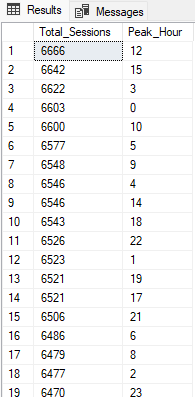 Results Messages
Total_Sessions Peak_Hour
1 6666 12
2 6642 15
3 6622 3
4 6603 0
5 6600 10
6 6577 5
7 6548 9
8 6546 4
9 6546 14
10 6543 18
11 6526 22
12 6523 1
13 6521 19
14 6521 17
15 6506 21
16 6486 6
17 6479 8
18 6477 2
19 6470 23